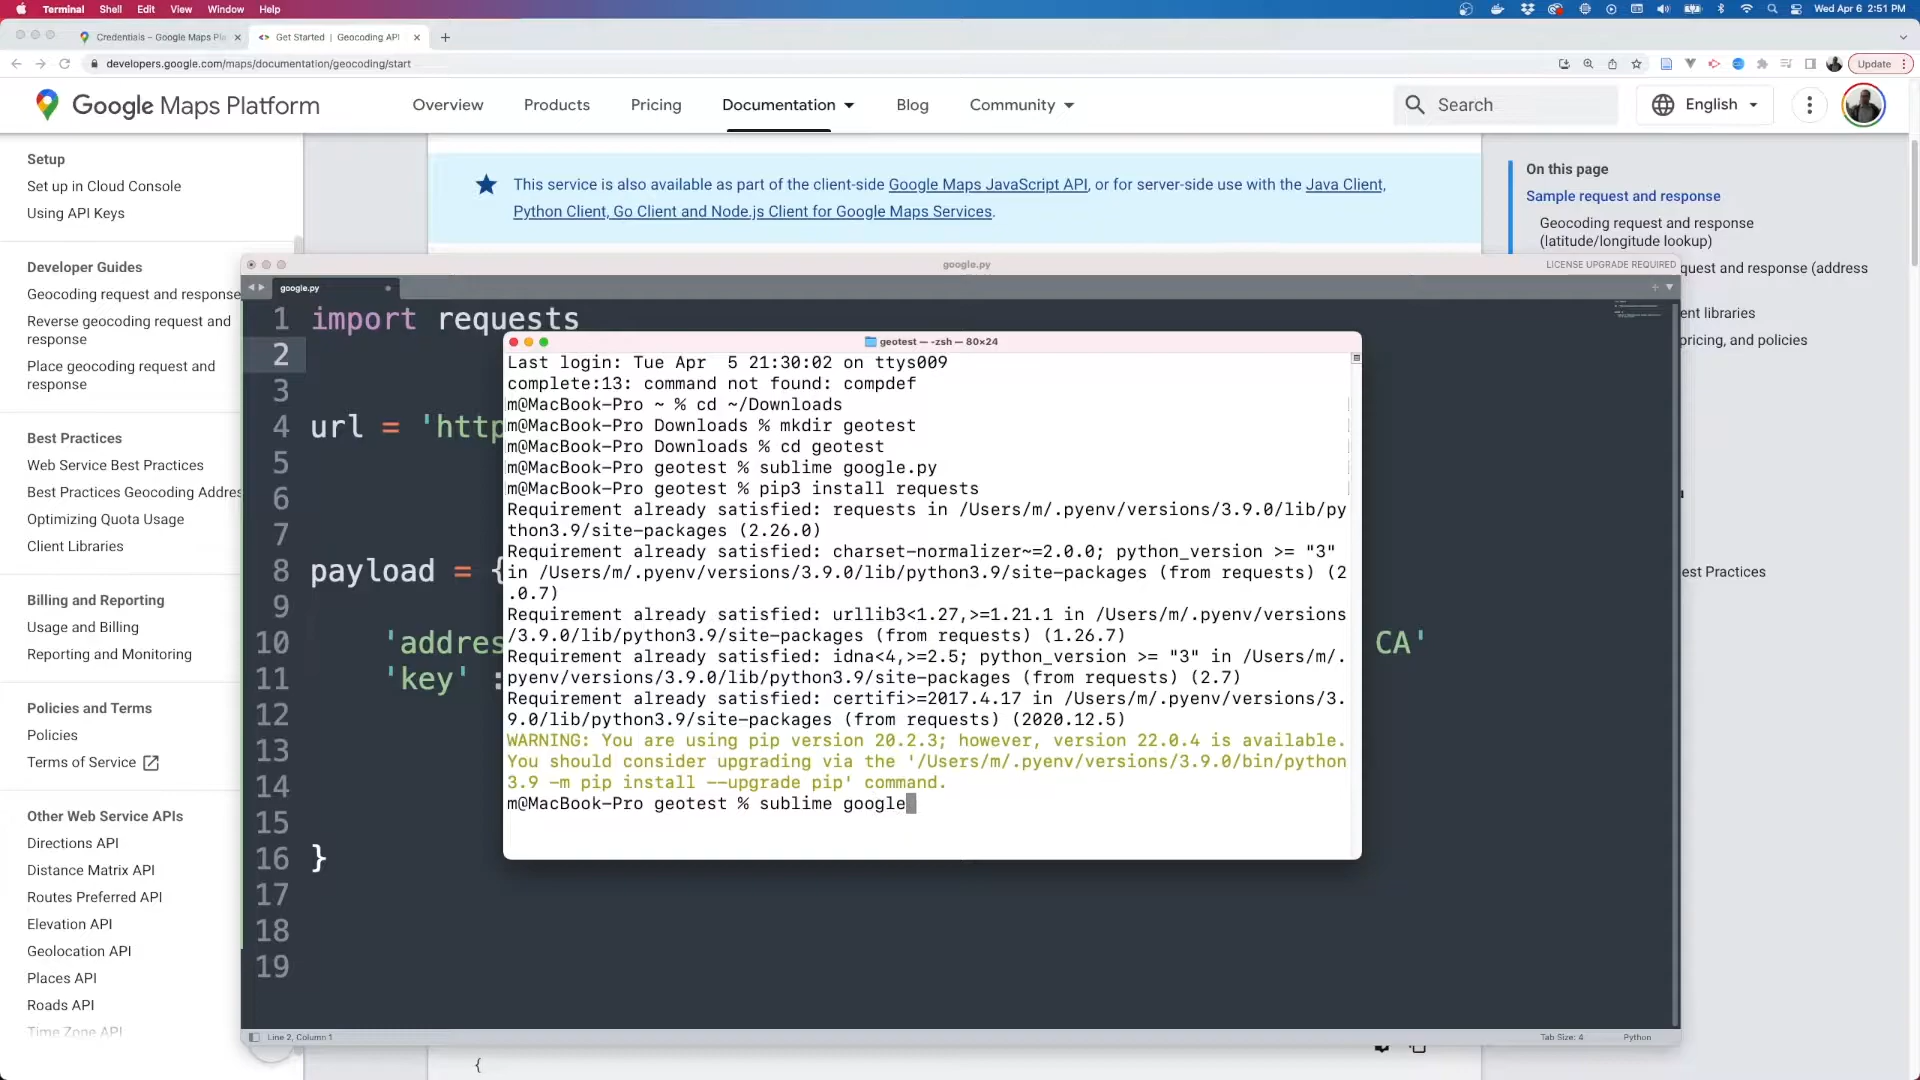 Terminal Shell Edit View Window Help
Wed Apr 6 2:51 PM
Credentials – Google Maps Pla
<> Get Started | Geocoding API
developers.google.com/maps/documentation/geocoding/start
Update
Google Maps Platform
Overview Products Pricing Documentation Blog Community
Search
English
Setup
Set up in Cloud Console
Using API Keys
Developer Guides
Geocoding request and response
Reverse geocoding request and
response
Place geocoding request and
response
Best Practices
Web Service Best Practices
Best Practices Geocoding Addres
Optimizing Quota Usage
Client Libraries
Billing and Reporting
Usage and Billing
Reporting and Monitoring
Policies and Terms
Policies
Terms of Service
Other Web Service APIs
Directions API
Distance Matrix API
Routes Preferred API
Elevation API
Geolocation API
Places API
Roads API
Time Zone API
This service is also available as part of the client-side Google Maps JavaScript API, or for server-side use with the Java Client,
Python Client, Go Client and Node.js Client for Google Maps Services.
On this page
Sample request and response
Geocoding request and response
(latitude/longitude lookup)
quest and response (address
ent libraries
pricing, and policies
est Practices
google.py
LICENSE UPGRADE REQUIRED
google.py
1 import requests
2
3
4 url = 'http
5
6
7
8 payload = {
9
10 'addres CA'
11 'key' :
12
13
14
15
16 }
17
18
19
Line 2, Column 1
Tab Size: 4
Python
{
geotest — -zsh — 80×24
Last login: Tue Apr  5 21:30:02 on ttys009
complete:13: command not found: compdef
m@MacBook-Pro ~ % cd ~/Downloads
m@MacBook-Pro Downloads % mkdir geotest
m@MacBook-Pro Downloads % cd geotest
m@MacBook-Pro geotest % sublime google.py
m@MacBook-Pro geotest % pip3 install requests
Requirement already satisfied: requests in /Users/m/.pyenv/versions/3.9.0/lib/py
thon3.9/site-packages (2.26.0)
Requirement already satisfied: charset-normalizer~=2.0.0; python_version >= "3"
in /Users/m/.pyenv/versions/3.9.0/lib/python3.9/site-packages (from requests) (2
.0.7)
Requirement already satisfied: urllib3<1.27,>=1.21.1 in /Users/m/.pyenv/versions
/3.9.0/lib/python3.9/site-packages (from requests) (1.26.7)
Requirement already satisfied: idna<4,>=2.5; python_version >= "3" in /Users/m/.
pyenv/versions/3.9.0/lib/python3.9/site-packages (from requests) (2.7)
Requirement already satisfied: certifi>=2017.4.17 in /Users/m/.pyenv/versions/3.
9.0/lib/python3.9/site-packages (from requests) (2020.12.5)
WARNING: You are using pip version 20.2.3; however, version 22.0.4 is available.
You should consider upgrading via the '/Users/m/.pyenv/versions/3.9.0/bin/python
3.9 -m pip install --upgrade pip' command.
m@MacBook-Pro geotest % sublime google